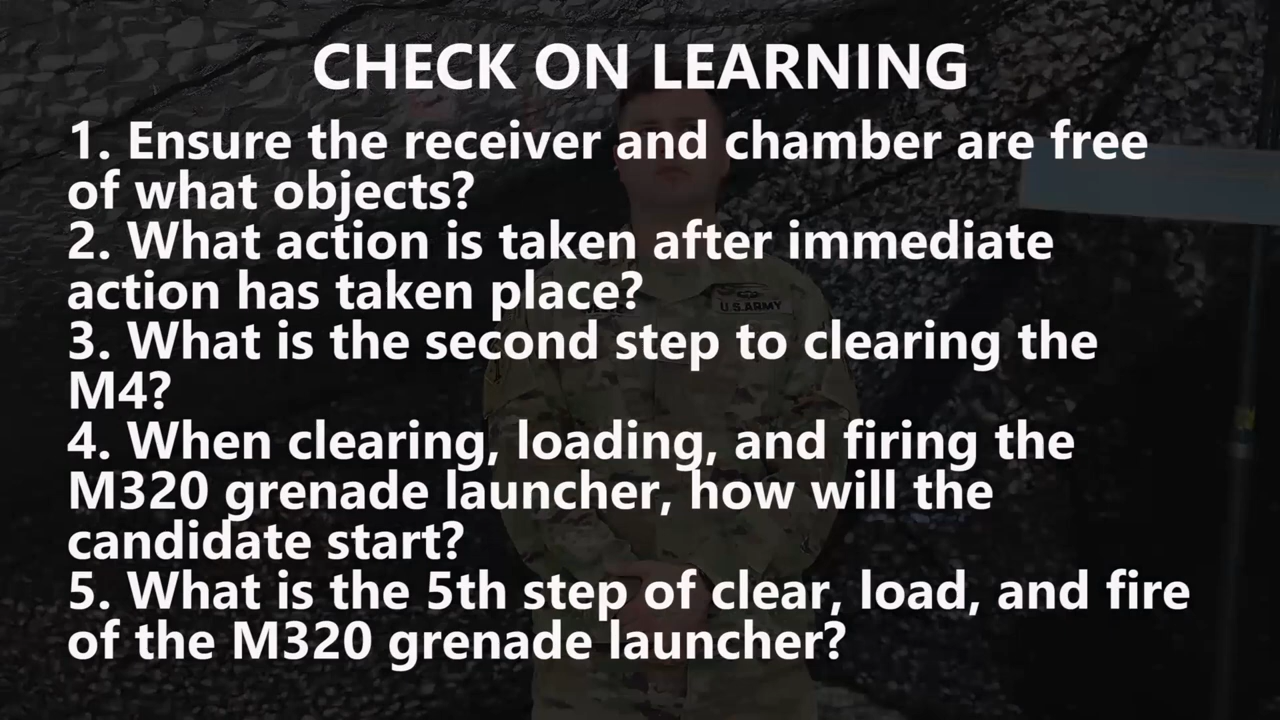 CHECK ON LEARNING
1. Ensure the receiver and chamber are free
of what objects?
2. What action is taken after immediate
action has taken place?
3. What is the second step to clearing the
M4?
4. When clearing, loading, and firing the
M320 grenade launcher, how will the
candidate start?
5. What is the 5th step of clear, load, and fire
of the M320 grenade launcher?
U.S.ARMY